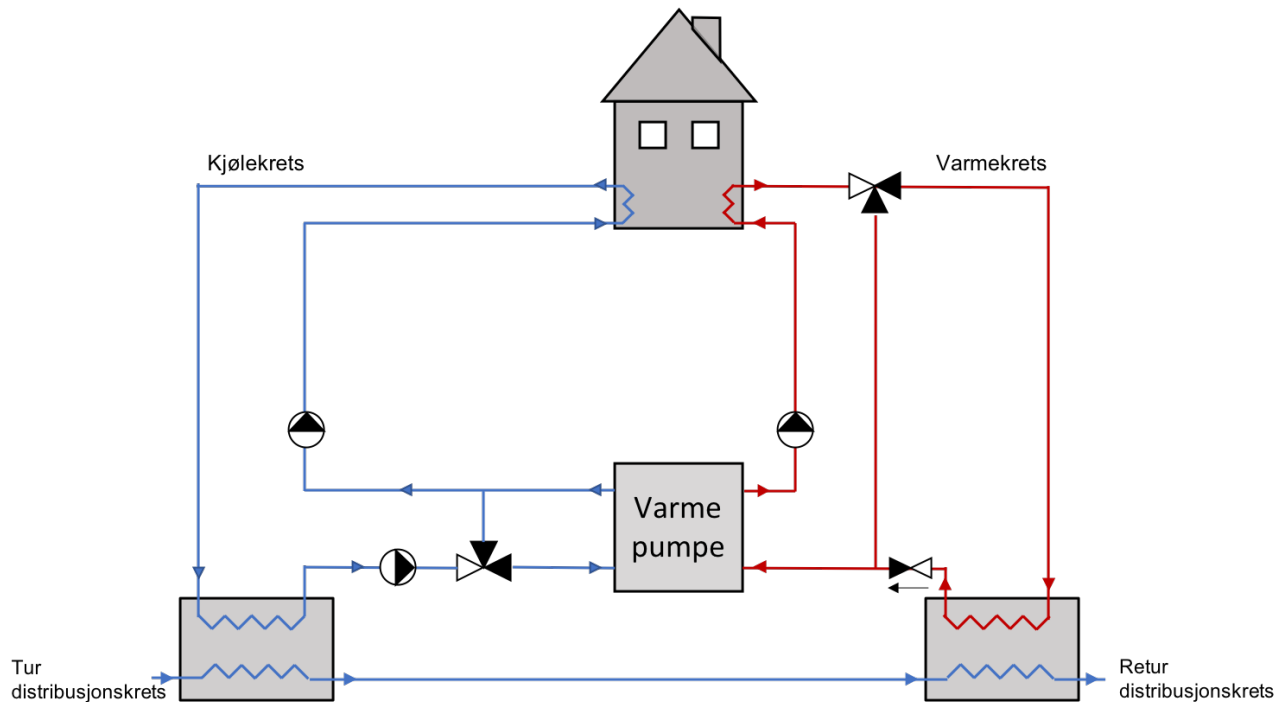 Kjølekrets
Varmekrets
Varme
pumpe
Tur
distribusjonskrets
Retur
distribusjonskrets